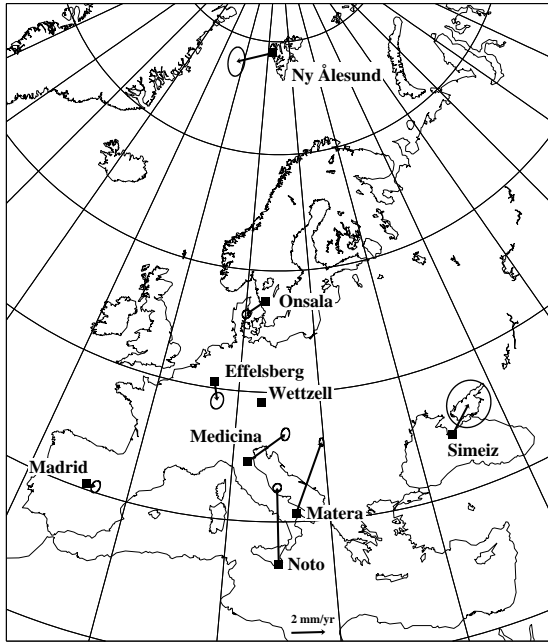 Ny Ålesund
Onsala
Effelsberg
Wettzell
Medicina
Simeiz
Madrid
Matera
Noto
2 mm/yr